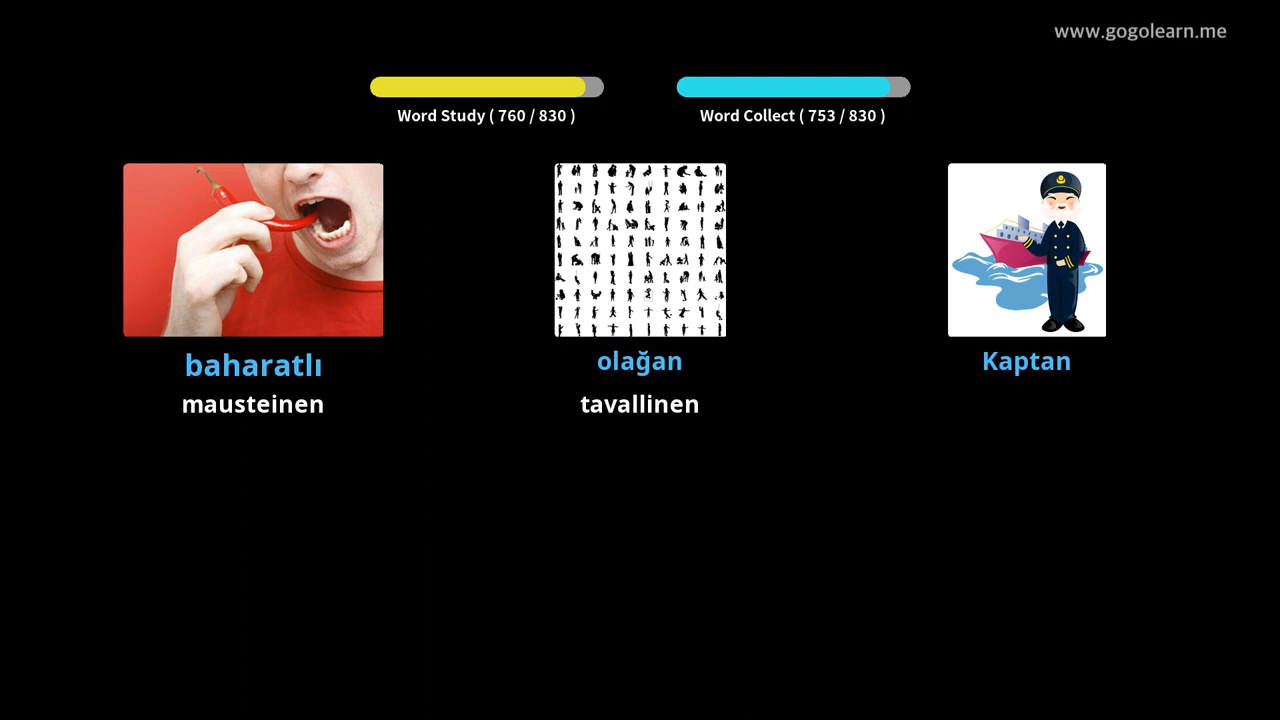 www.gogolearn.me
Word Study ( 760 / 830 )
Word Collect ( 753 / 830 )
baharatlı
olağan
Kaptan
mausteinen
tavallinen